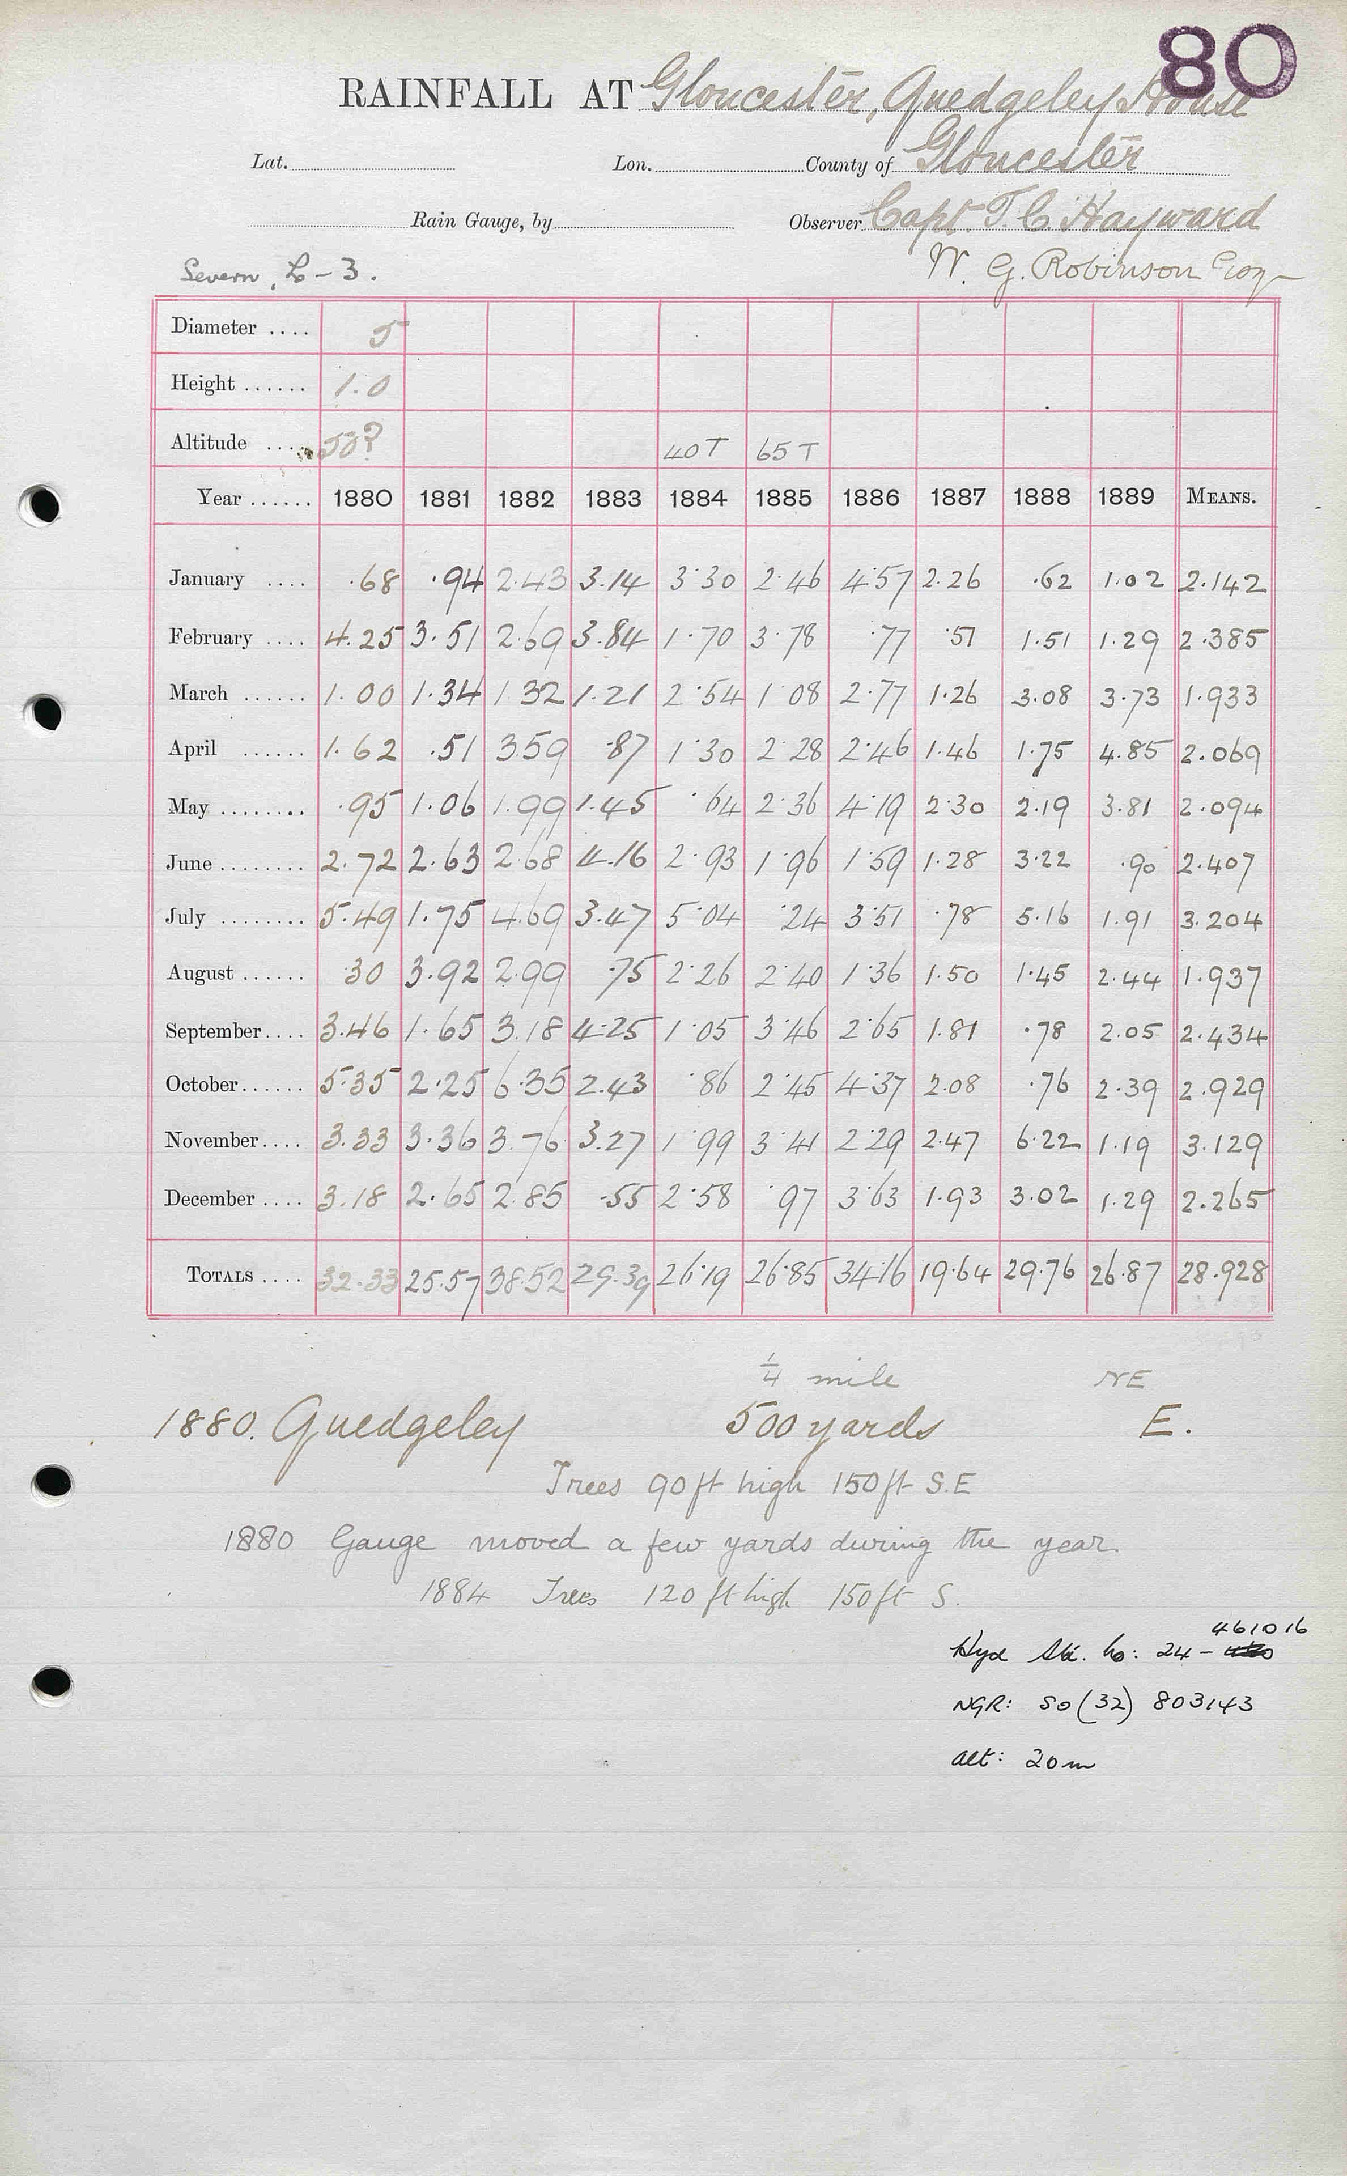 80
RAINFALL AT Gloucester, Quedgeley House
Lat. Lon. County of Gloucester
Rain Gauge, by Observer Capt. T. C. Hayward
Severn, L-3. W. G. Robinson Esq
Diameter .... 5
Height ...... 1.0
Altitude .... 50? 40T 65T
Year ...... 1880 1881 1882 1883 1884 1885 1886 1887 1888 1889 MEANS.
January .... .68 .94 2.43 3.14 3.30 2.46 4.57 2.26 .62 1.02 2.142
February .... 4.25 3.51 2.69 3.84 1.70 3.78 .77 .51 1.51 1.29 2.385
March ...... 1.00 1.34 1.32 1.21 2.54 1.08 2.77 1.26 3.08 3.73 1.933
April ...... 1.62 .51 3.59 .87 1.30 2.28 2.46 1.46 1.75 4.85 2.069
May ........ .95 1.06 1.99 1.45 .64 2.36 4.19 2.30 2.19 3.81 2.094
June ........ 2.72 2.63 2.68 4.16 2.93 1.96 1.59 1.28 3.22 .90 2.407
July ........ 5.49 1.75 4.69 3.47 5.04 .24 3.51 .78 5.16 1.91 3.204
August ...... .30 3.92 2.99 .75 2.26 2.40 1.36 1.50 1.45 2.44 1.937
September.... 3.46 1.65 3.18 4.25 1.05 3.46 2.65 1.81 .78 2.05 2.434
October...... 5.35 2.25 6.35 2.43 .86 2.45 4.37 2.08 .76 2.39 2.929
November.... 3.33 3.36 3.76 3.27 1.99 3.41 2.29 2.47 6.22 1.19 3.129
December .... 3.18 2.65 2.85 .55 2.58 .97 3.63 1.93 3.02 1.29 2.265
TOTALS .... 32.33 25.57 38.52 29.39 26.19 26.85 34.16 19.64 29.76 26.87 28.928
1/4 mile NE
1880. Quedgeley 500 yards E.
Trees 90 ft high 150 ft S.E
1880 Gauge moved a few yards during the year.
1884 Trees 120 ft high 150 ft S.
461016
Hyd Stn. No: 24-
NGR: SO (32) 803143
Alt: 20m